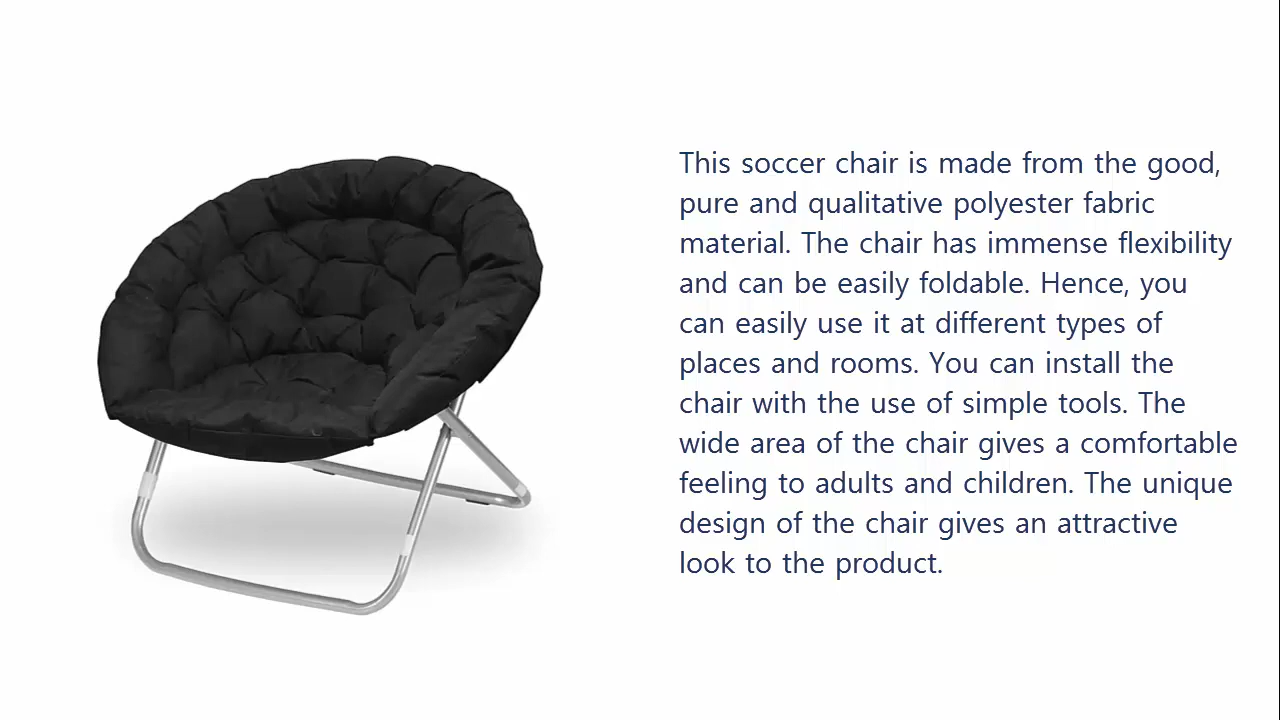 This soccer chair is made from the good,
pure and qualitative polyester fabric
material. The chair has immense flexibility
and can be easily foldable. Hence, you
can easily use it at different types of
places and rooms. You can install the
chair with the use of simple tools. The
wide area of the chair gives a comfortable
feeling to adults and children. The unique
design of the chair gives an attractive
look to the product.